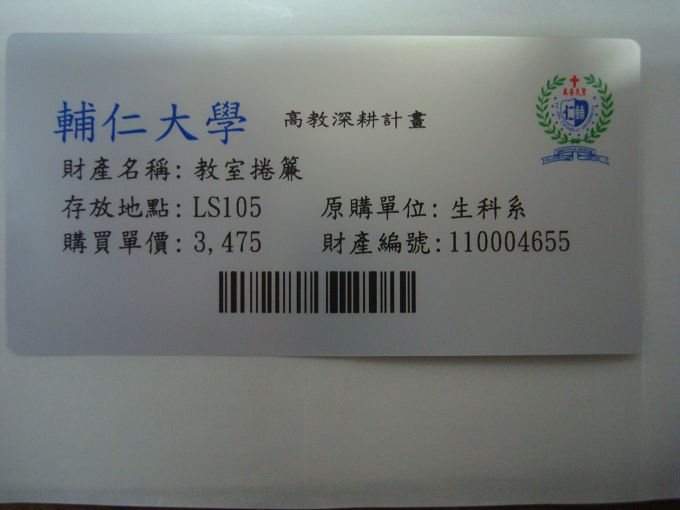 輔仁大學 高教深耕計畫
財產名稱: 教室捲簾
存放地點: LS105 原購單位: 生科系
購買單價: 3,475 財產編號: 110004655